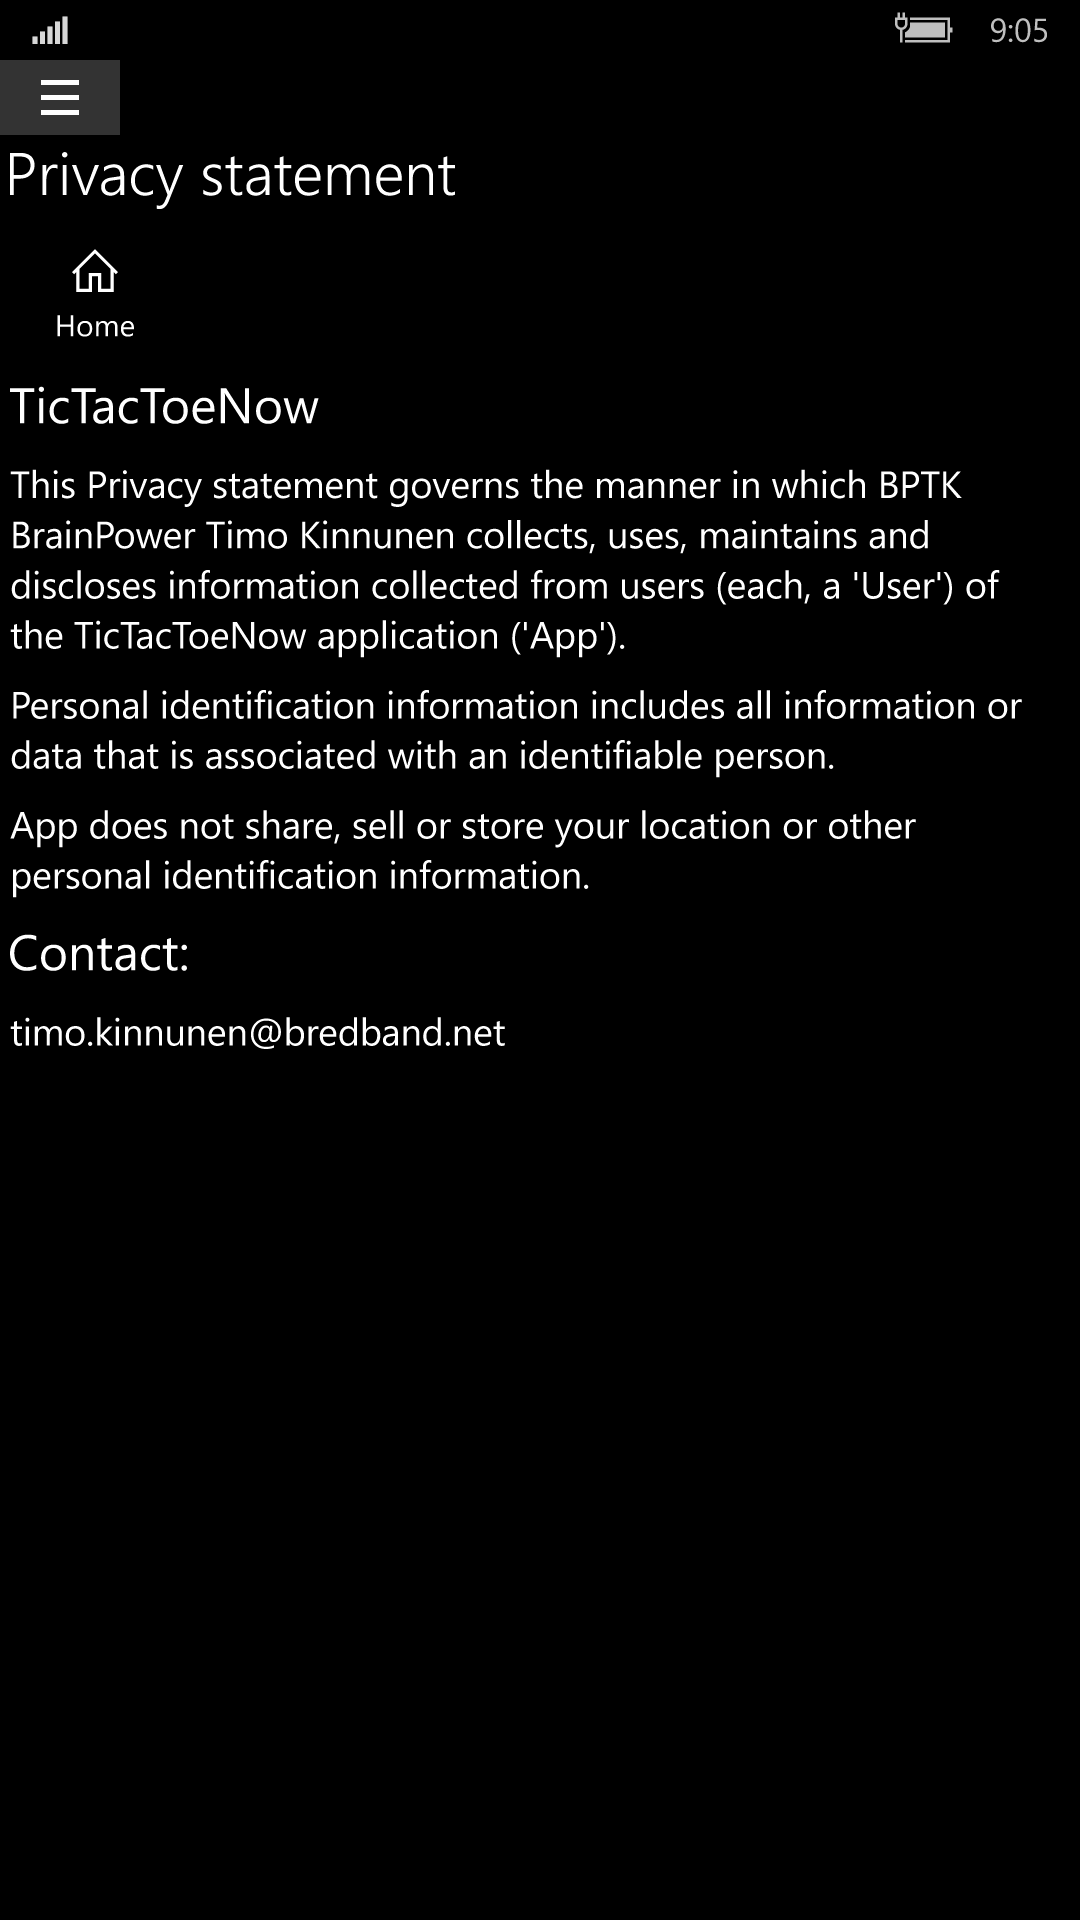 9:05
Privacy statement
Home
TicTacToeNow
This Privacy statement governs the manner in which BPTK
BrainPower Timo Kinnunen collects, uses, maintains and
discloses information collected from users (each, a 'User') of
the TicTacToeNow application ('App').
Personal identification information includes all information or
data that is associated with an identifiable person.
App does not share, sell or store your location or other
personal identification information.
Contact:
timo.kinnunen@bredband.net